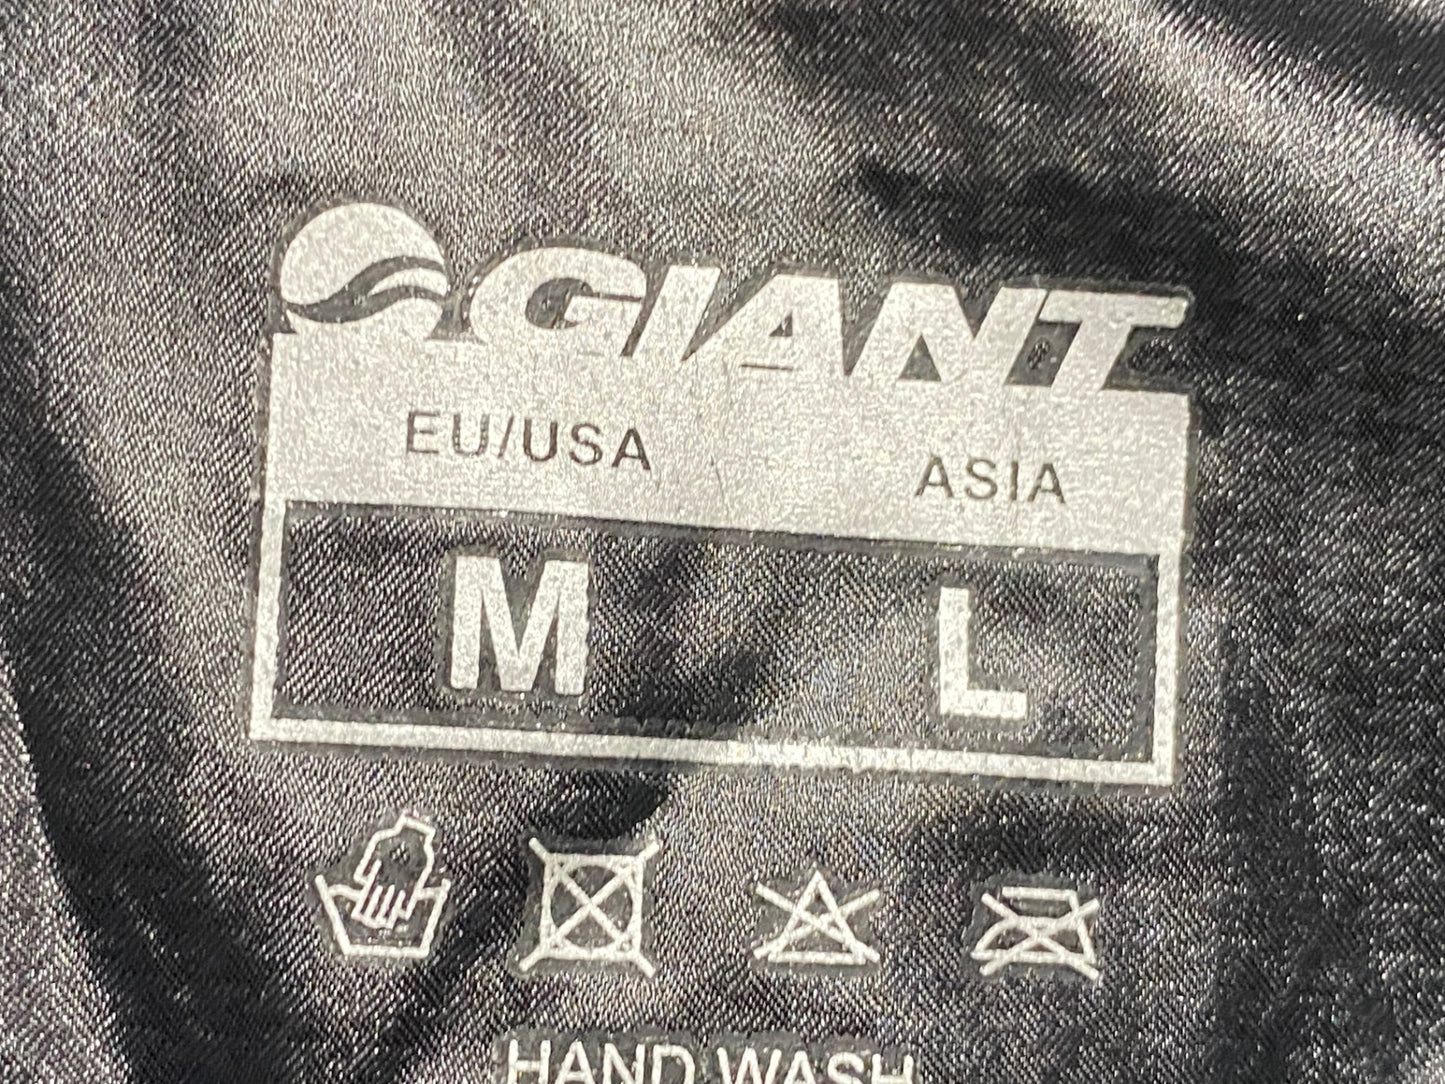 GIANT
EU/USA ASIA
M L
HAND WASH